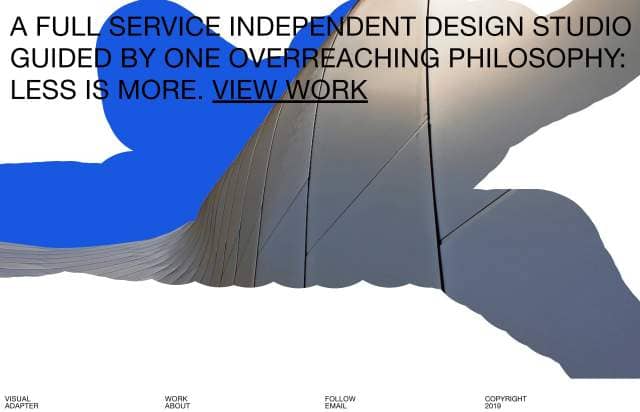 A FULL SERVICE INDEPENDENT DESIGN STUDIO
GUIDED BY ONE OVERREACHING PHILOSOPHY:
LESS IS MORE. VIEW WORK
VISUAL
ADAPTER
WORK
ABOUT
FOLLOW
EMAIL
COPYRIGHT
2019